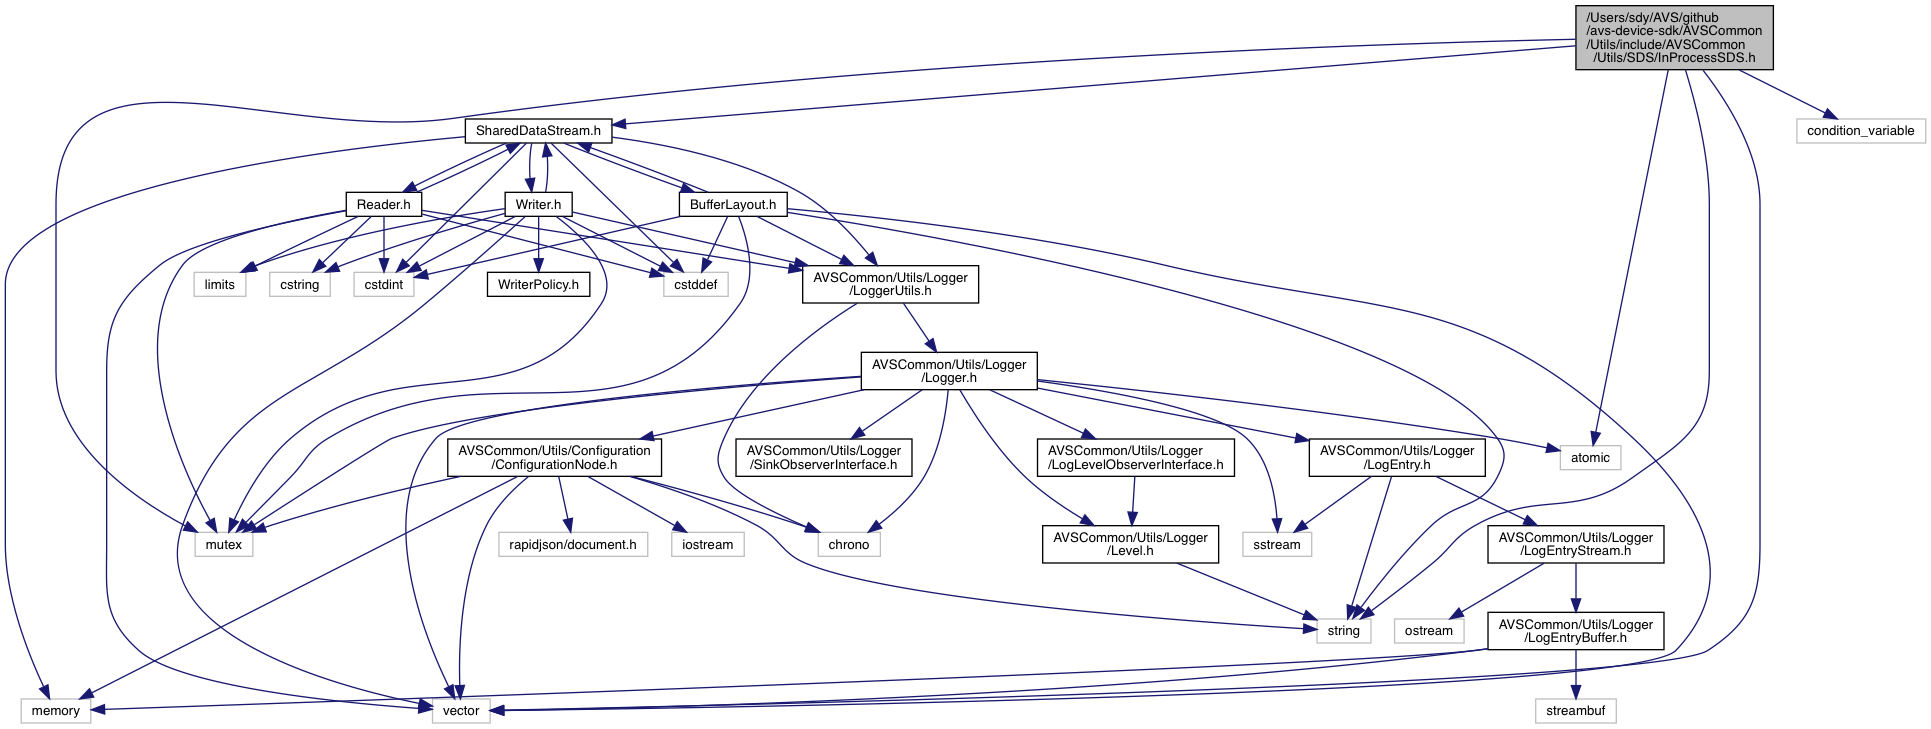 /Users/sdy/AVS/github
/avs-device-sdk/AVSCommon
/Utils/include/AVSCommon
/Utils/SDS/InProcessSDS.h
SharedDataStream.h
condition_variable
Reader.h
Writer.h
BufferLayout.h
limits
cstring
cstdint
WriterPolicy.h
cstddef
AVSCommon/Utils/Logger
/LoggerUtils.h
AVSCommon/Utils/Logger
/Logger.h
AVSCommon/Utils/Configuration
/ConfigurationNode.h
AVSCommon/Utils/Logger
/SinkObserverInterface.h
AVSCommon/Utils/Logger
/LogLevelObserverInterface.h
AVSCommon/Utils/Logger
/LogEntry.h
atomic
mutex
rapidjson/document.h
iostream
chrono
AVSCommon/Utils/Logger
/Level.h
sstream
AVSCommon/Utils/Logger
/LogEntryStream.h
string
ostream
AVSCommon/Utils/Logger
/LogEntryBuffer.h
memory
vector
streambuf